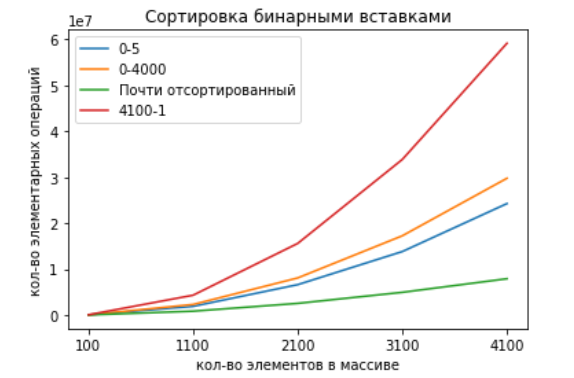 Сортировка бинарными вставками
1e7
0-5
0-4000
Почти отсортированный
4100-1
6
5
4
3
2
1
0
кол-во элементарных операций
100 1100 2100 3100 4100
кол-во элементов в массиве